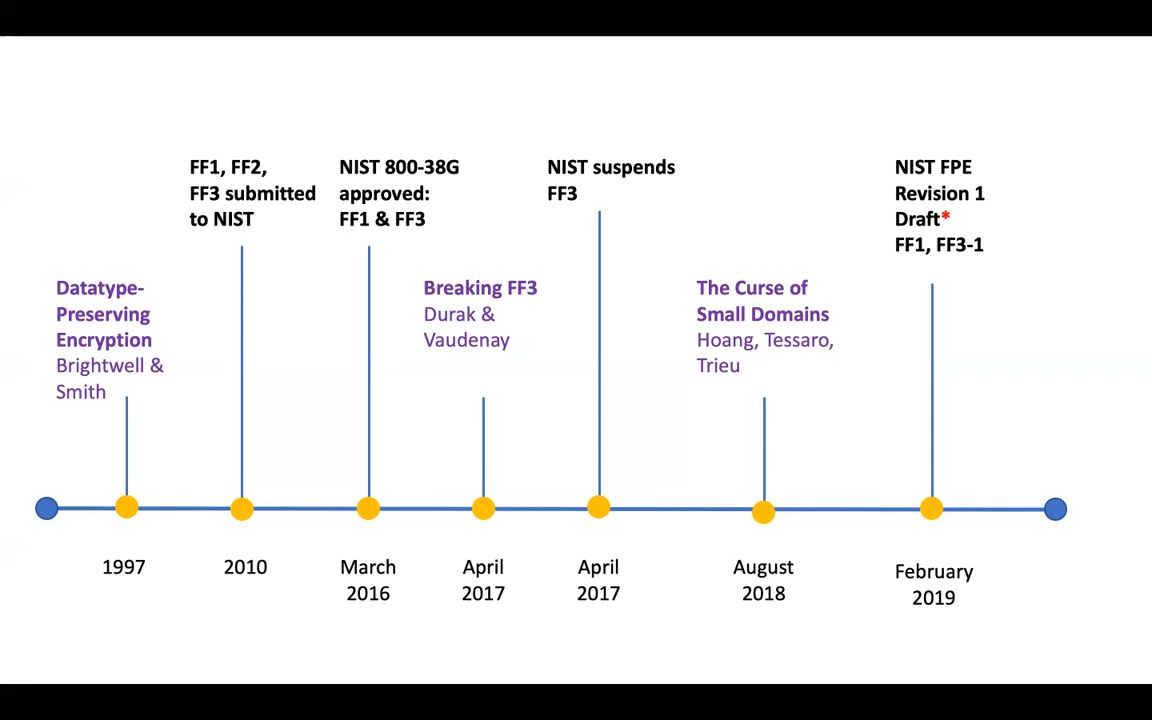 FF1, FF2,
FF3 submitted
to NIST
NIST 800-38G
approved:
FF1 & FF3
NIST suspends
FF3
NIST FPE
Revision 1
Draft*
FF1, FF3-1
Datatype-
Preserving
Encryption
Brightwell &
Smith
Breaking FF3
Durak &
Vaudenay
The Curse of
Small Domains
Hoang, Tessaro,
Trieu
1997
2010
March
2016
April
2017
April
2017
August
2018
February
2019